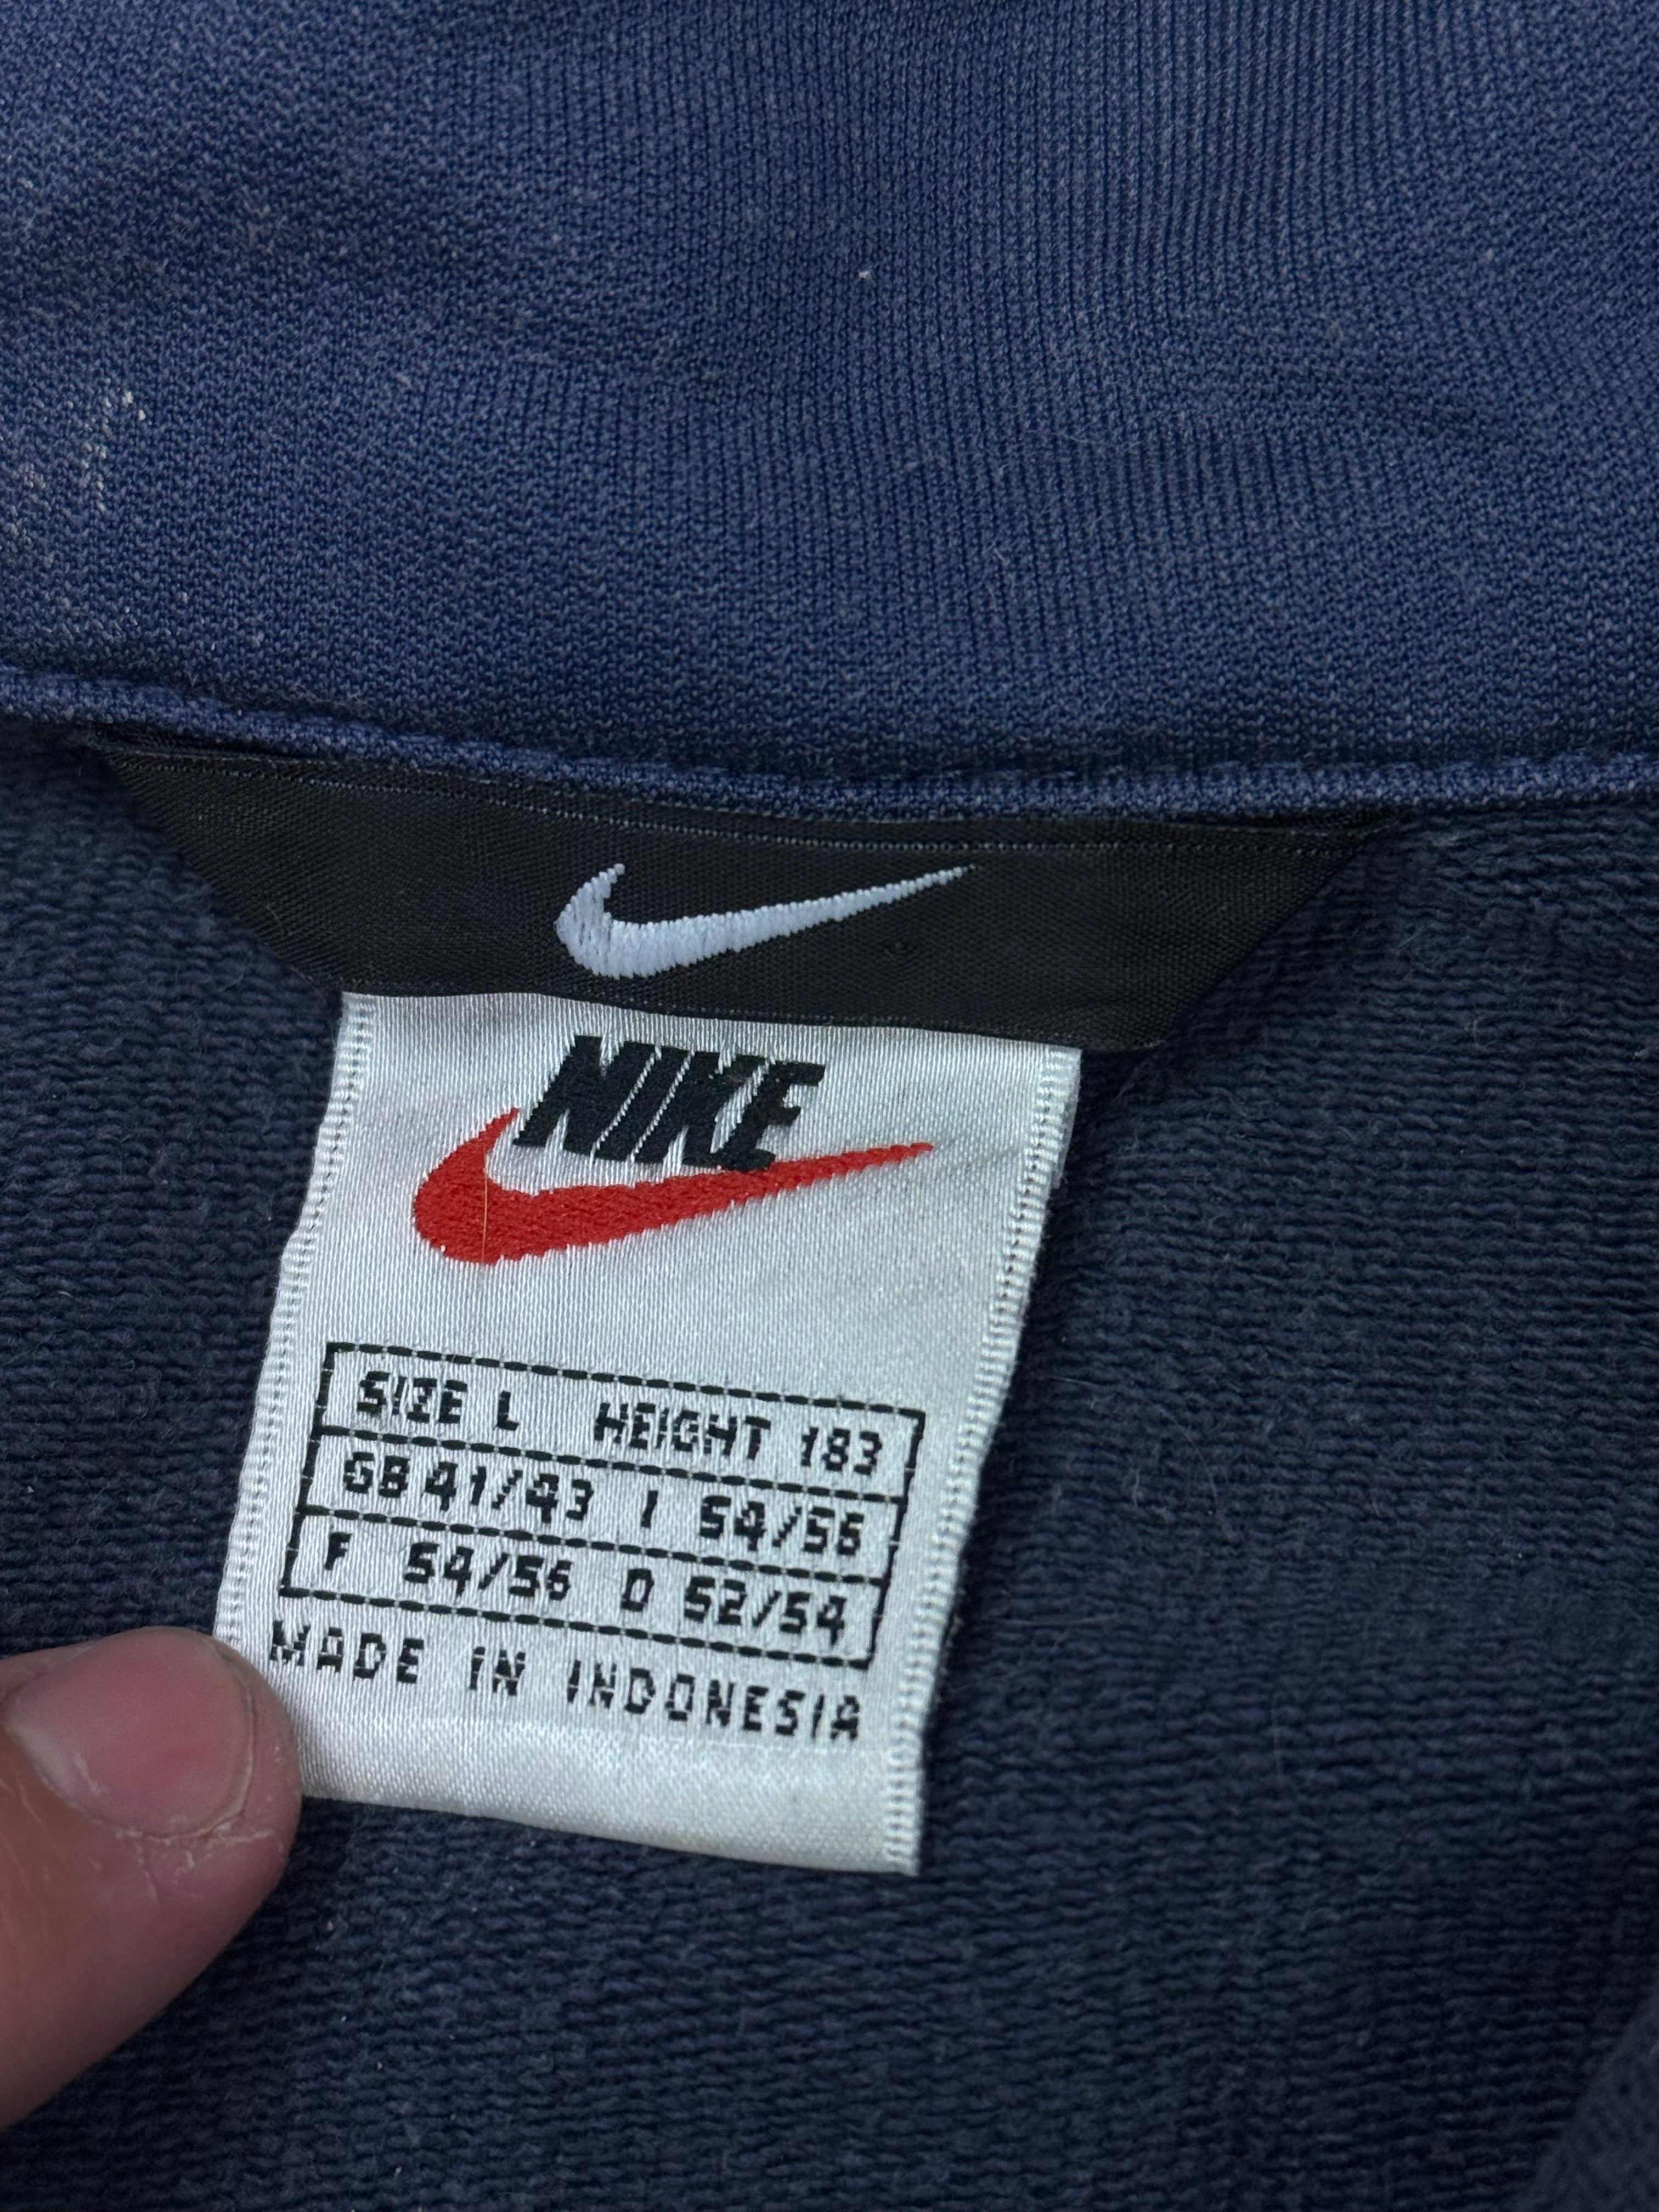 NIKE
SIZE L HEIGHT 183
GB 41/43 I 54/56
F 54/56 D 52/54
MADE IN INDONESIA